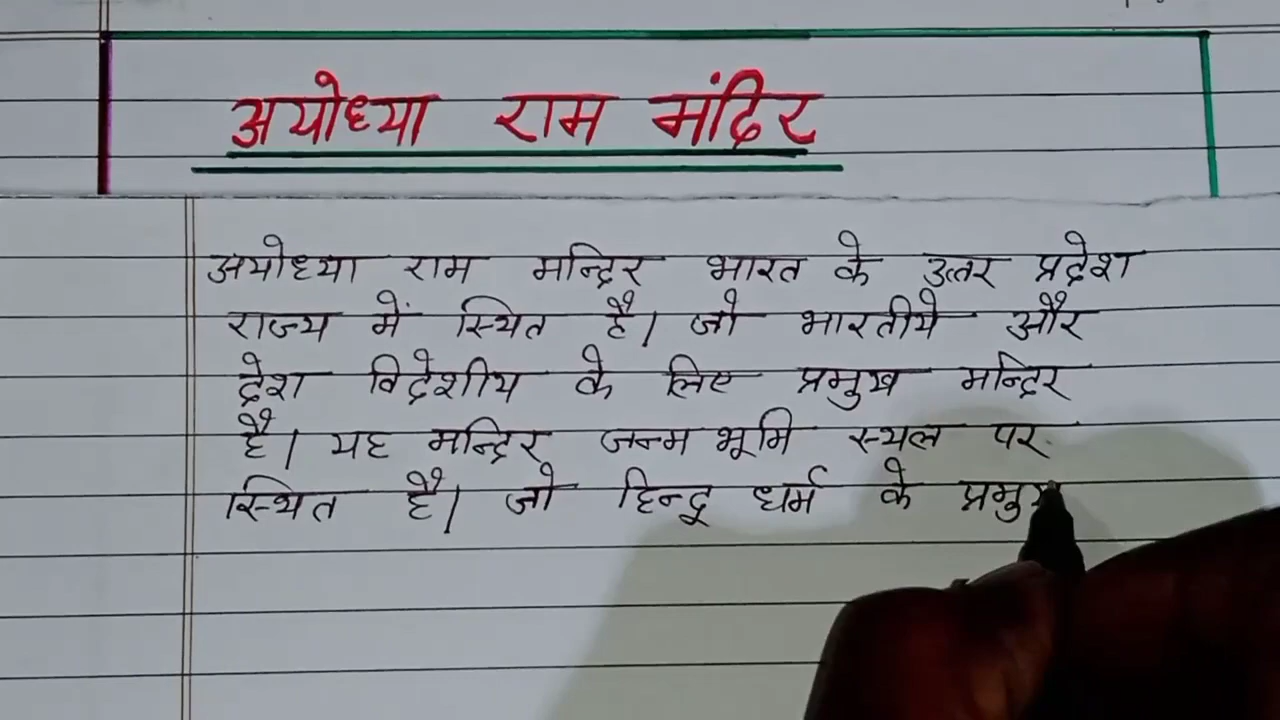 अयोध्या राम मंदिर
अयोध्या राम मन्दिर भारत के उत्तर प्रदेश
राज्य में स्थित है। जो भारतीये और
देश विदेशीय के लिए प्रमुख मन्दिर
है। यह मन्दिर जन्म भूमि स्थल पर
स्थित है। जो हिन्दू धर्म के